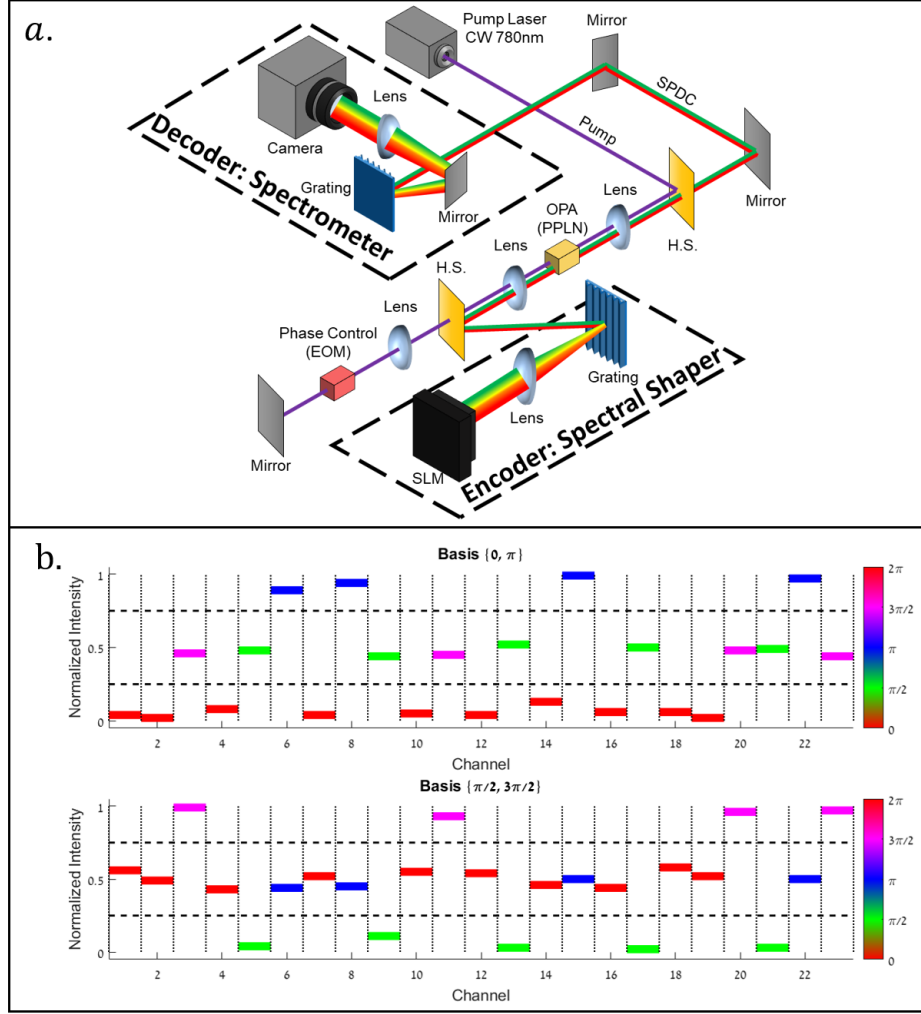 a.
Pump Laser
CW 780nm
Mirror
SPDC
Lens
Camera
Pump
Decoder: Spectrometer
Grating
Mirror
Mirror
Lens
OPA
(PPLN)
H.S.
Lens
H.S.
Lens
Phase Control
(EOM)
Grating
Lens
Mirror
SLM
Encoder: Spectral Shaper
b.
Basis {0, π}
Normalized Intensity
1
0.5
0
2 4 6 8 10 12 14 16 18 20 22
Channel
2π
3π/2
π
π/2
0
Basis {π/2, 3π/2}
Normalized Intensity
1
0.5
0
2 4 6 8 10 12 14 16 18 20 22
Channel
2π
3π/2
π
π/2
0